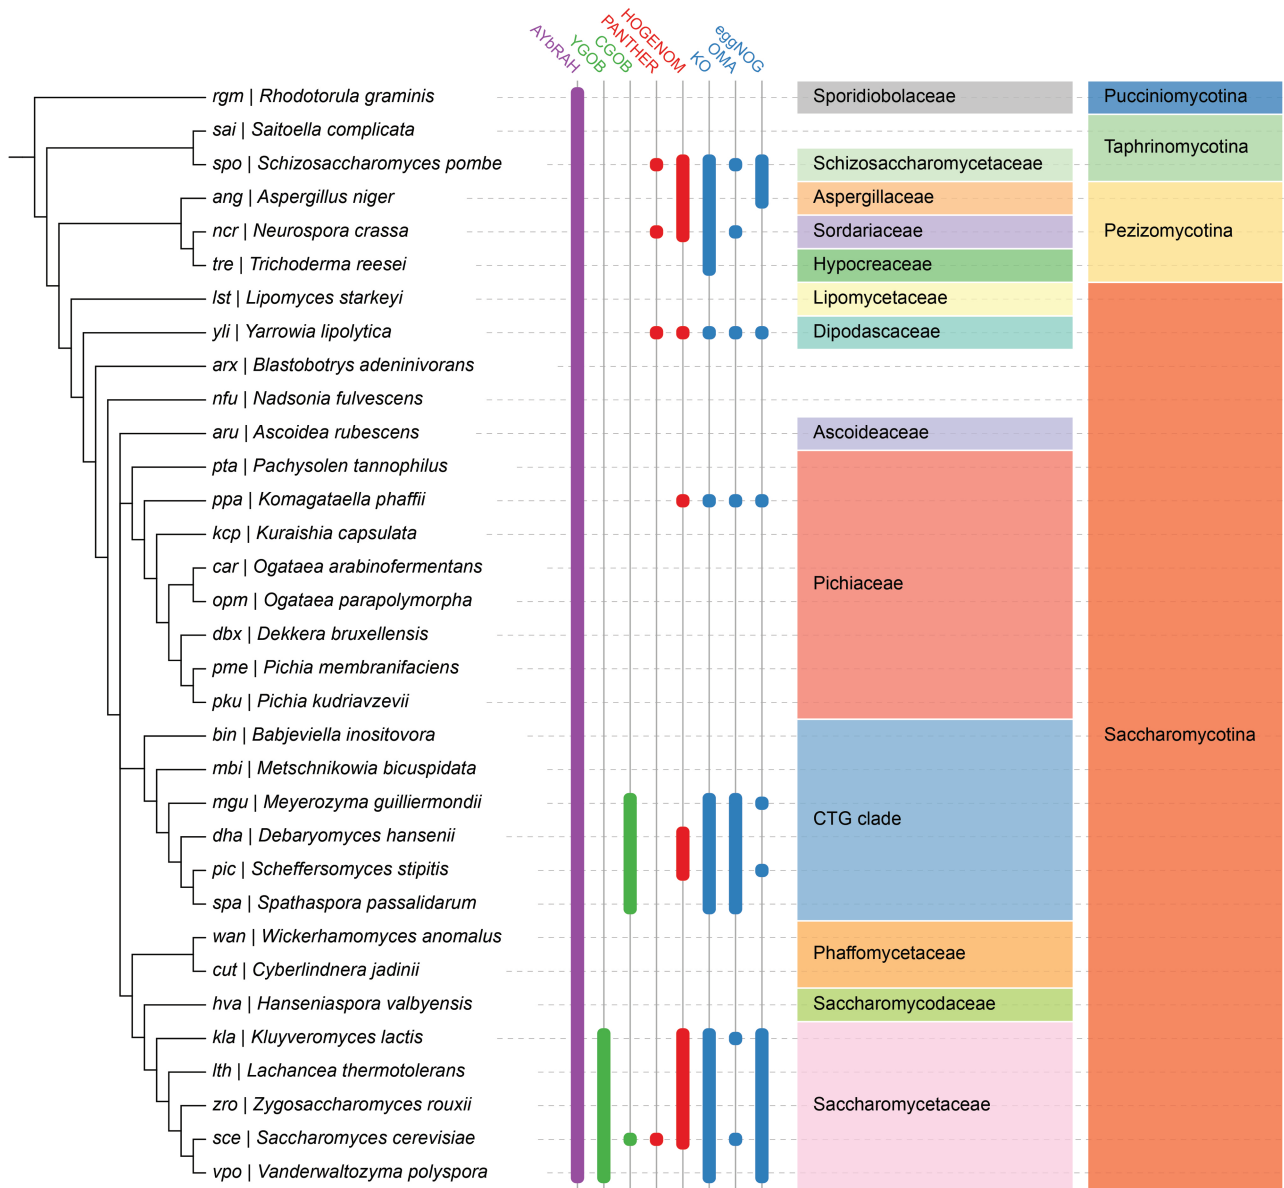 AYbRAH
YGOB
CGOB
PANTHER
HOGENOM
KO
OMA
eggNOG
rgm | Rhodotorula graminis
Sporidiobolaceae
Pucciniomycotina
sai | Saitoella complicata
Taphrinomycotina
spo | Schizosaccharomyces pombe
Schizosaccharomycetaceae
ang | Aspergillus niger
Aspergillaceae
ncr | Neurospora crassa
Sordariaceae
Pezizomycotina
tre | Trichoderma reesei
Hypocreaceae
lst | Lipomyces starkeyi
Lipomycetaceae
yli | Yarrowia lipolytica
Dipodascaceae
arx | Blastobotrys adeninivorans
nfu | Nadsonia fulvescens
aru | Ascoidea rubescens
Ascoideaceae
pta | Pachysolen tannophilus
ppa | Komagataella phaffii
kcp | Kuraishia capsulata
car | Ogataea arabinofermentans
Pichiaceae
opm | Ogataea parapolymorpha
dbx | Dekkera bruxellensis
pme | Pichia membranifaciens
pku | Pichia kudriavzevii
bin | Babjeviella inositovora
Saccharomycotina
mbi | Metschnikowia bicuspidata
mgu | Meyerozyma guilliermondii
CTG clade
dha | Debaryomyces hansenii
pic | Scheffersomyces stipitis
spa | Spathaspora passalidarum
wan | Wickerhamomyces anomalus
Phaffomycetaceae
cut | Cyberlindnera jadinii
hva | Hanseniaspora valbyensis
Saccharomycodaceae
kla | Kluyveromyces lactis
lth | Lachancea thermotolerans
zro | Zygosaccharomyces rouxii
Saccharomycetaceae
sce | Saccharomyces cerevisiae
vpo | Vanderwaltozyma polyspora